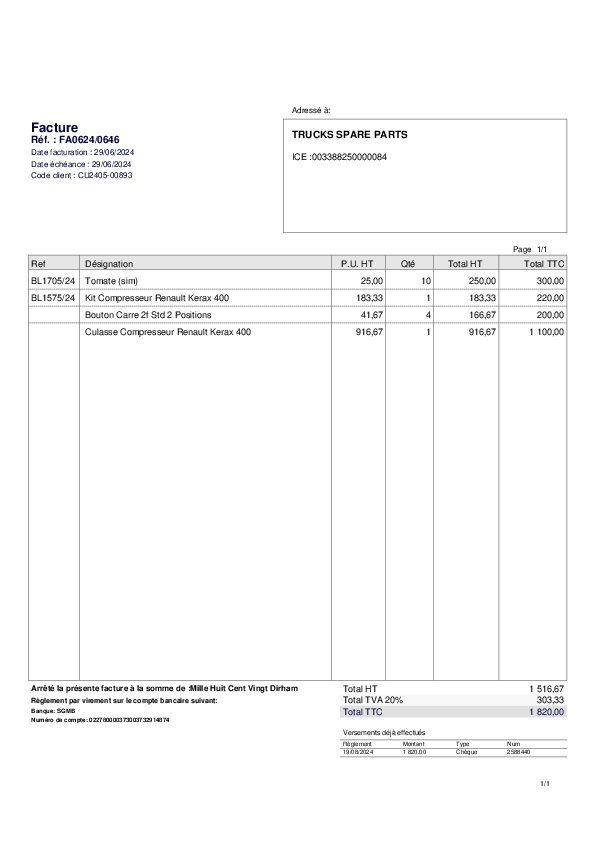 Adressé à:
Facture
Réf. : FA0624/0646
Date facturation : 29/06/2024
Date échéance : 29/06/2024
Code client : CU2405-00893
TRUCKS SPARE PARTS
ICE :003388250000084
Page 1/1
Ref Désignation P.U. HT Qté Total HT Total TTC
BL1705/24 Tomate (sim) 25,00 10 250,00 300,00
BL1575/24 Kit Compresseur Renault Kerax 400 183,33 1 183,33 220,00
Bouton Carre 2f Std 2 Positions 41,67 4 166,67 200,00
Culasse Compresseur Renault Kerax 400 916,67 1 916,67 1 100,00
Arrêté la présente facture à la somme de :Mille Huit Cent Vingt Dirham
Règlement par virement sur le compte bancaire suivant:
Banque: SGMB
Numéro de compte: 022780000373003732914874
Total HT 1 516,67
Total TVA 20% 303,33
Total TTC 1 820,00
Versements déjà effectués
Règlement Montant Type Num
19/08/2024 1 820,00 Chèque 2588440
1/1